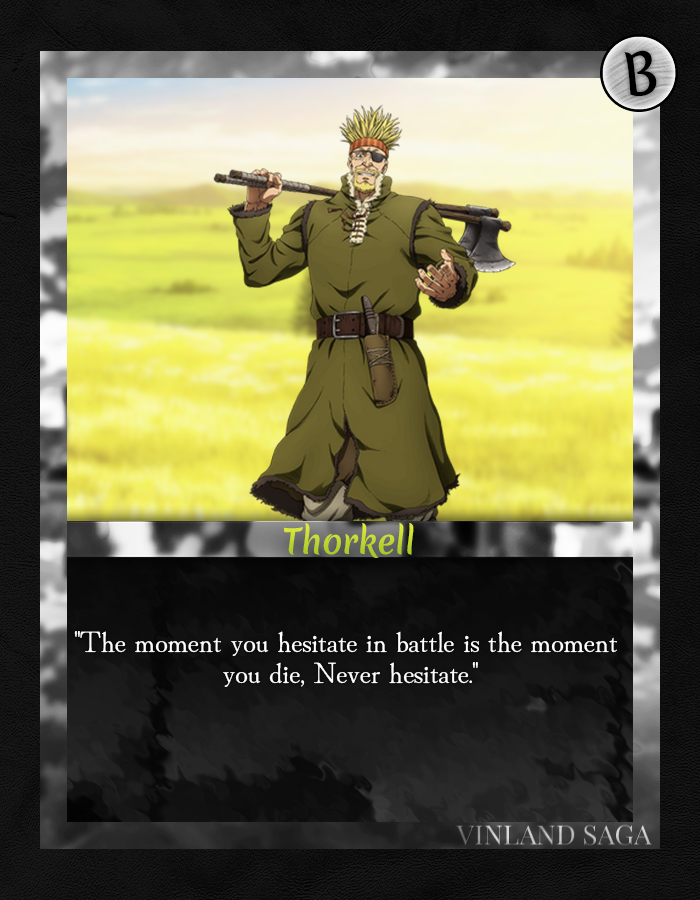 B
Thorkell
"The moment you hesitate in battle is the moment
you die, Never hesitate."
VINLAND SAGA